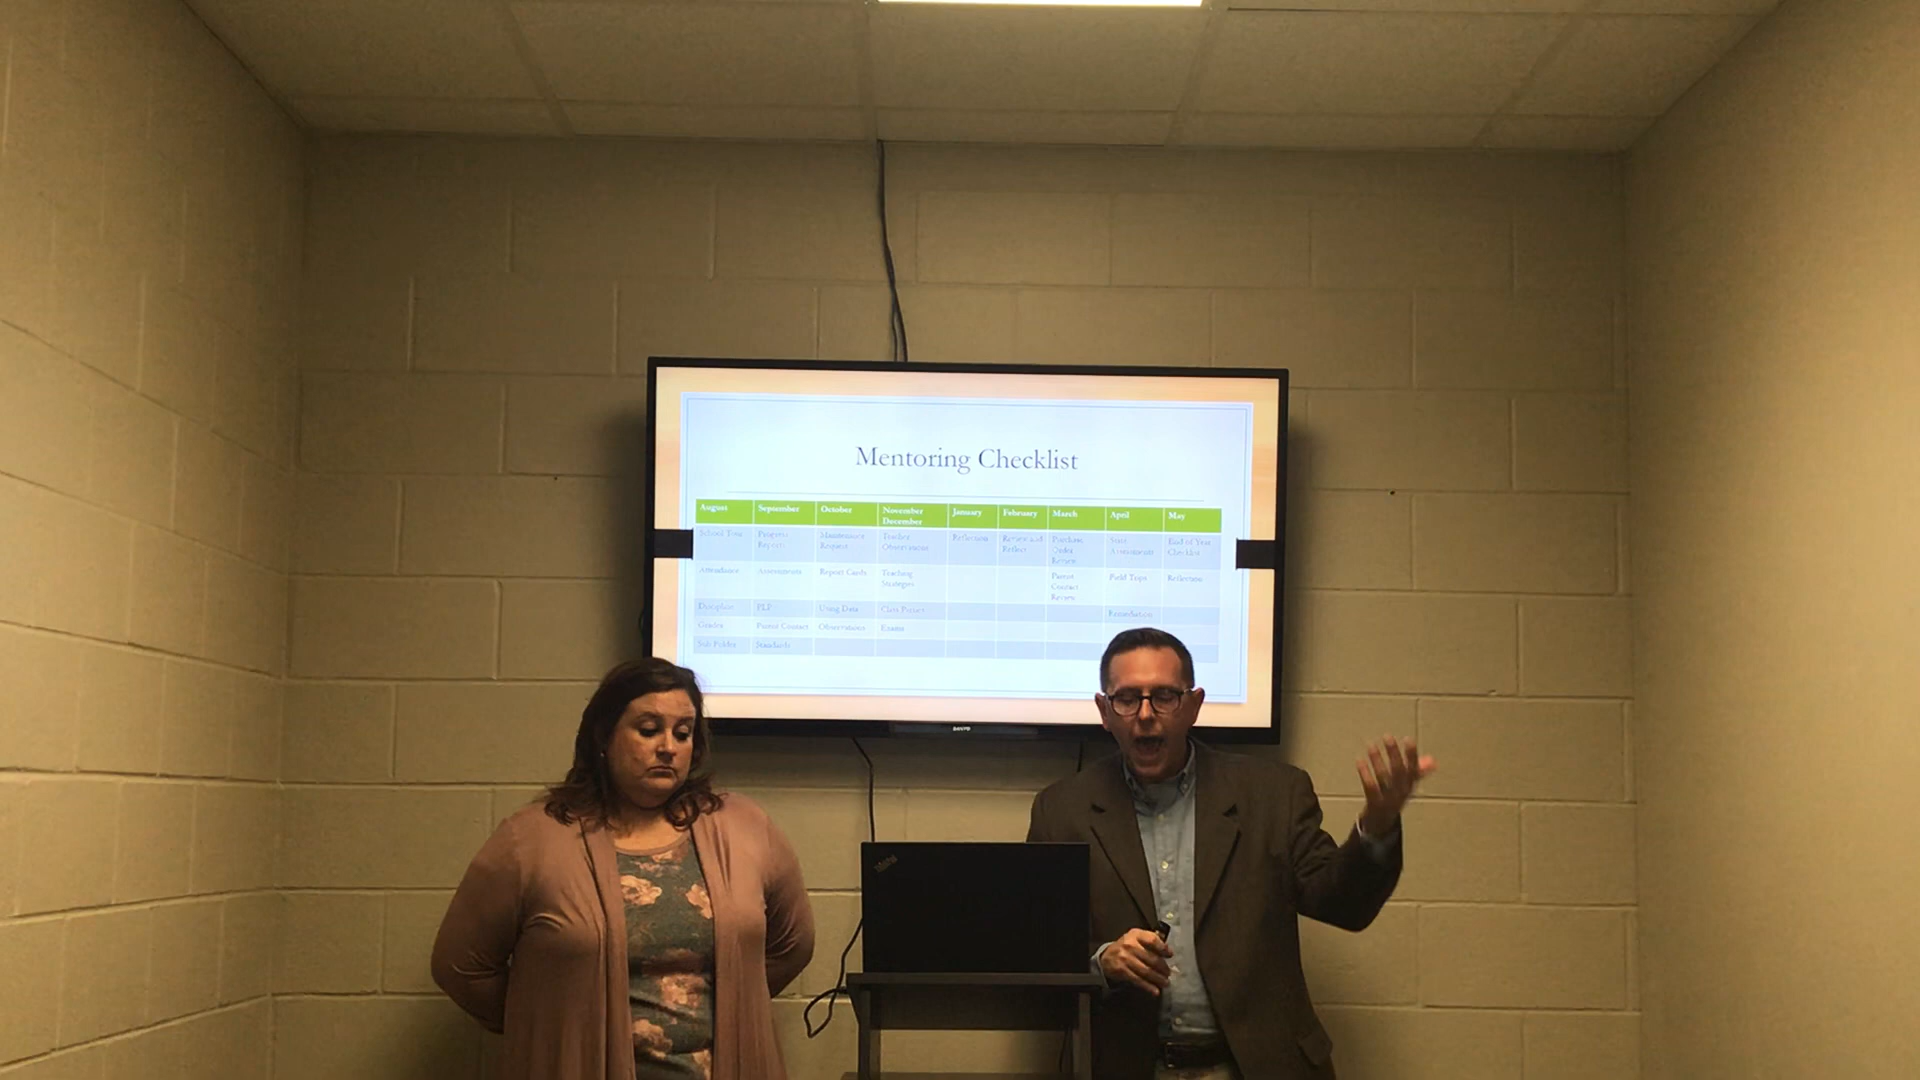 Mentoring Checklist
August September October November January February March April May
December
School Tour Progress Maintenance Teacher Reflection Review and Purchase State End of Year
Reports Request Observations Reflect Order Assessments Checklist
Review
Attendance Assessments Report Cards Teaching Parent Field Trips Reflection
Strategies Contact
Review
Discipline PLP Using Data Class Pursuit Remediation
Grades Parent Contact Observations Exams
Sub Folder Standards
SANYO